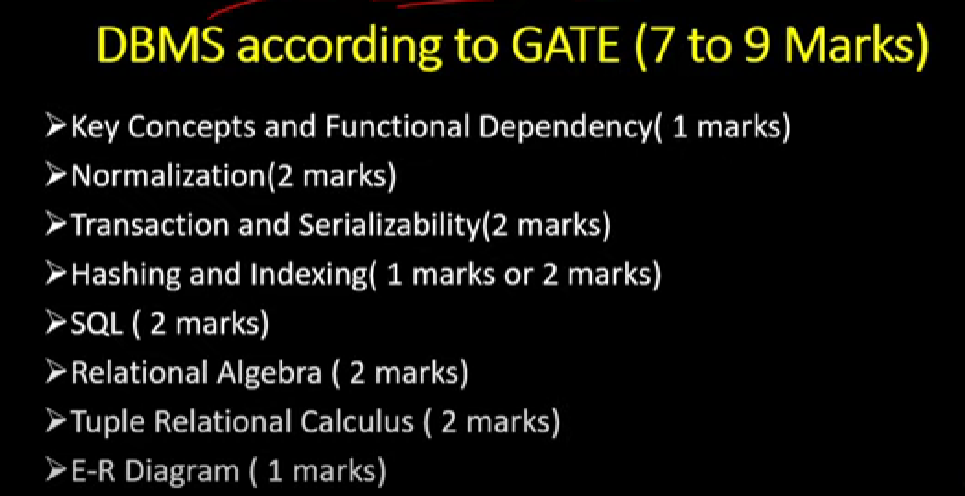 DBMS according to GATE (7 to 9 Marks)
➢Key Concepts and Functional Dependency( 1 marks)
➢Normalization(2 marks)
➢Transaction and Serializability(2 marks)
➢Hashing and Indexing( 1 marks or 2 marks)
➢SQL ( 2 marks)
➢Relational Algebra ( 2 marks)
➢Tuple Relational Calculus ( 2 marks)
➢E-R Diagram ( 1 marks)